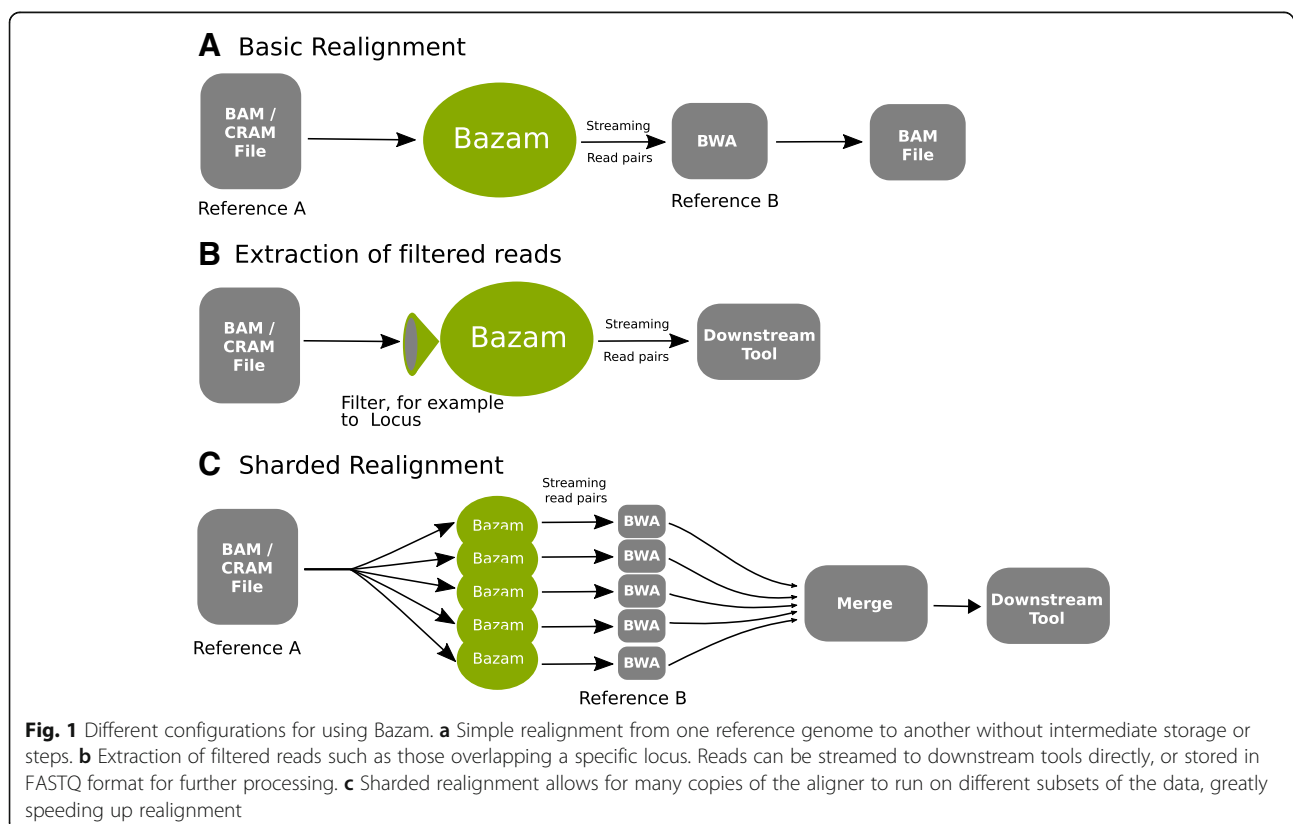 A Basic Realignment
BAM /
CRAM
File
Bazam
Streaming
Read pairs
BWA
BAM
File
Reference A
Reference B
B Extraction of filtered reads
BAM /
CRAM
File
Bazam
Streaming
Read pairs
Downstream
Tool
Filter, for example
to Locus
C Sharded Realignment
Streaming
read pairs
BAM /
CRAM
File
Bazam
BWA
Bazam
BWA
Bazam
BWA
Bazam
BWA
Bazam
BWA
Merge
Downstream
Tool
Reference A
Reference B
Fig. 1 Different configurations for using Bazam. a Simple realignment from one reference genome to another without intermediate storage or
steps. b Extraction of filtered reads such as those overlapping a specific locus. Reads can be streamed to downstream tools directly, or stored in
FASTQ format for further processing. c Sharded realignment allows for many copies of the aligner to run on different subsets of the data, greatly
speeding up realignment